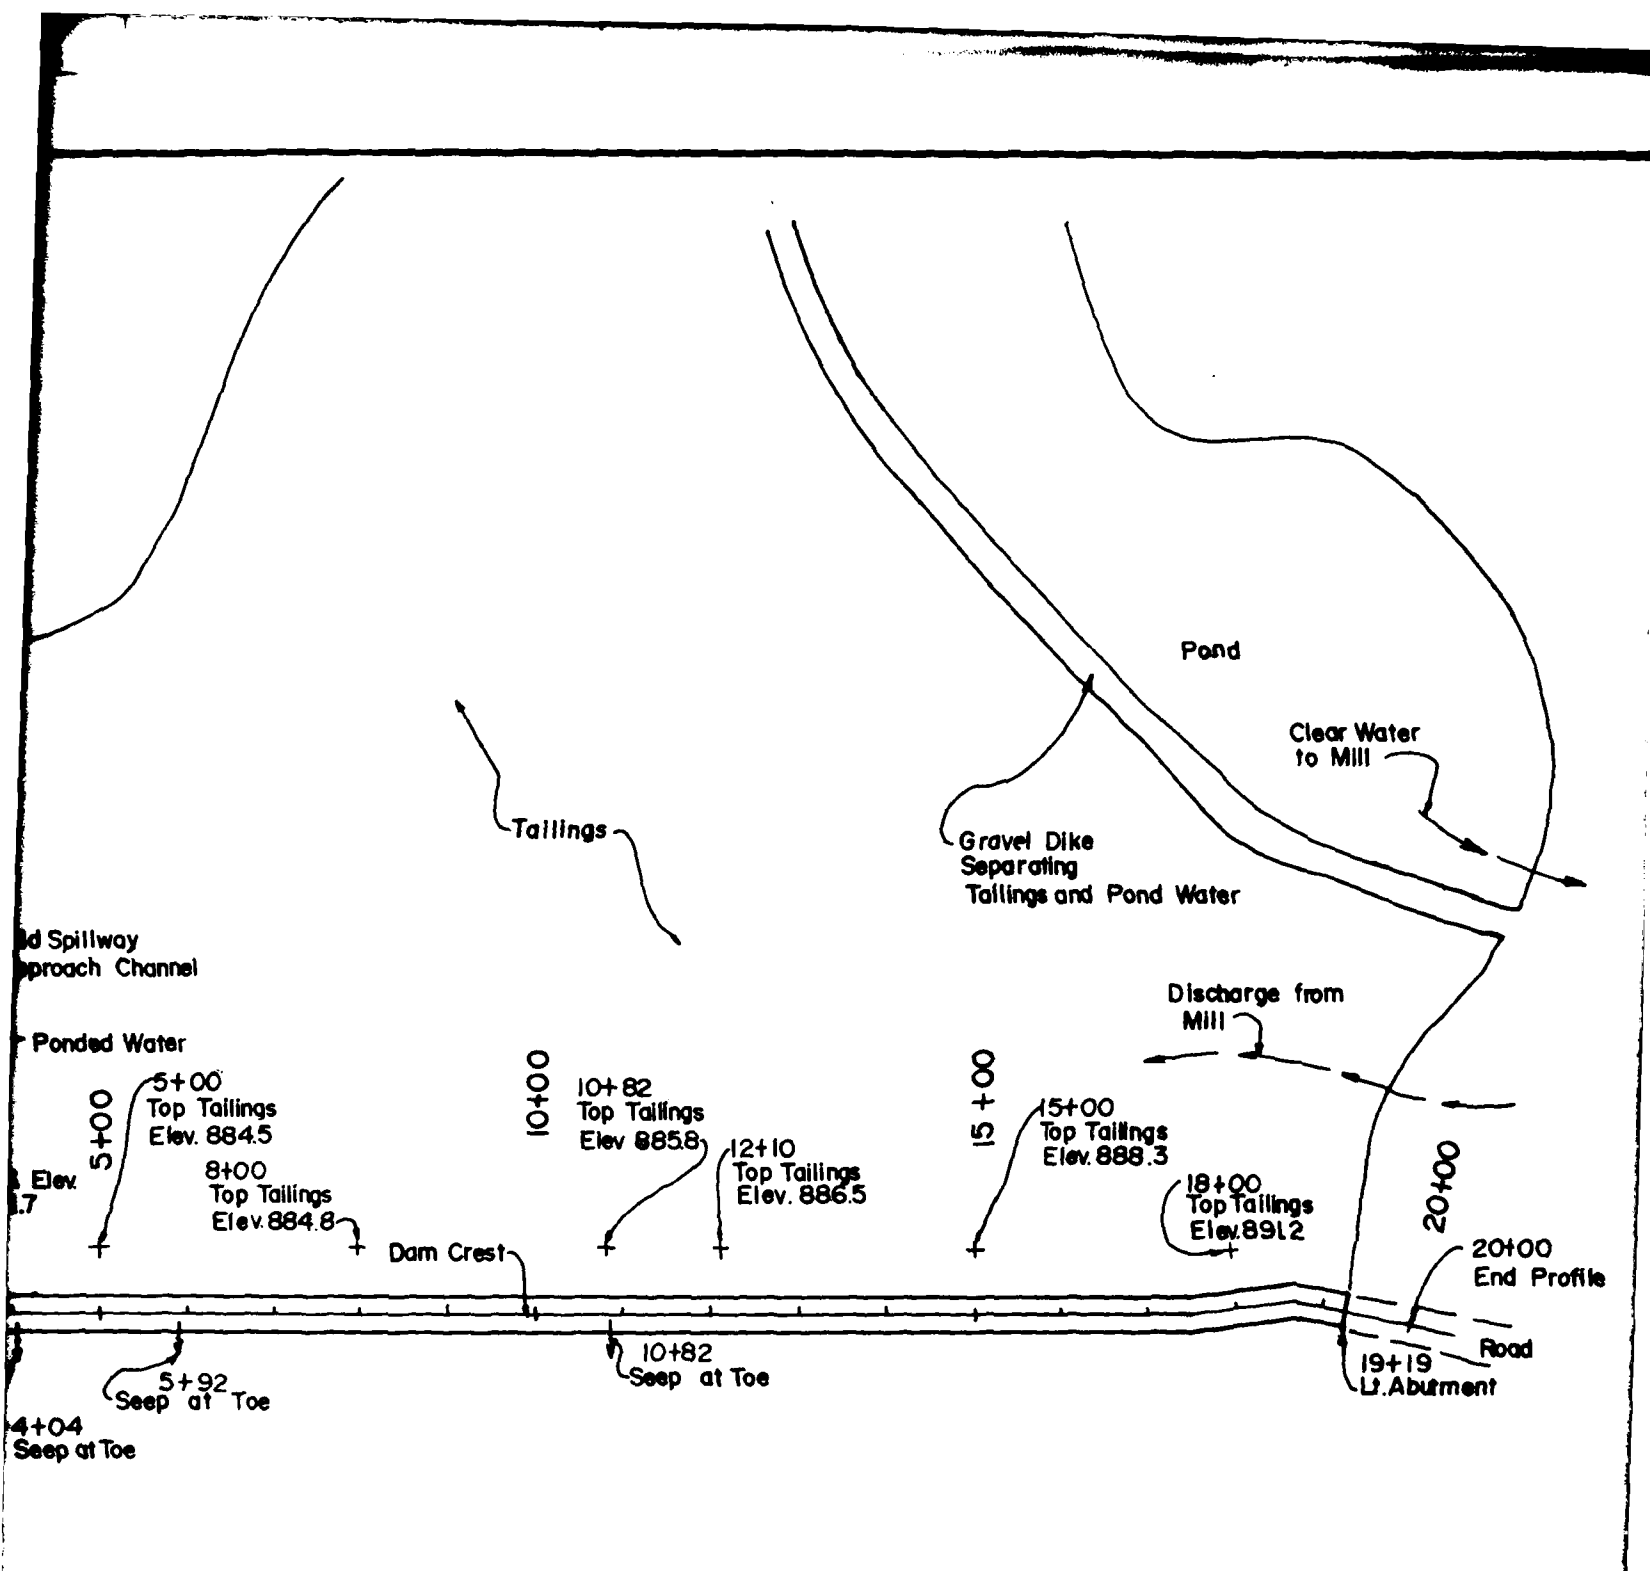 Pond
Clear Water
to Mill
Tailings
Gravel Dike
Separating
Tailings and Pond Water
Spillway
Channel
Ponded Water
Discharge from
Mill
5+00
5+00
Top Tailings
Elev. 884.5
8+00
Top Tailings
Elev. 884.8
10+00
10+82
Top Tailings
Elev 885.8
12+10
Top Tailings
Elev. 886.5
15+00
15+00
Top Tailings
Elev. 888.3
18+00
Top Tailings
Elev. 891.2
20+00
20+00
End Profile
Elev.
Dam Crest
Road
19+19
Lt. Abutment
10+82
Seep at Toe
5+92
Seep at Toe
4+04
Seep at Toe